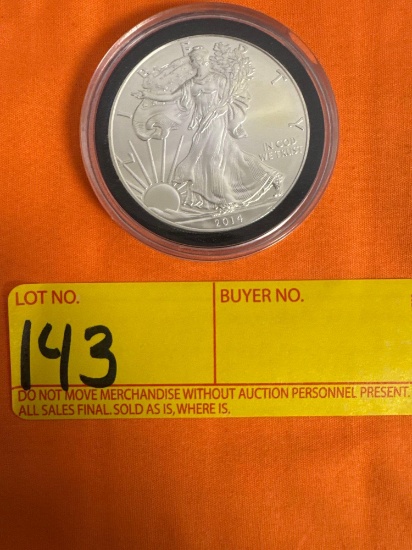 LIBERTY
IN GOD
WE TRUST
LOT NO.
BUYER NO.
143
DO NOT MOVE MERCHANDISE WITHOUT AUCTION PERSONNEL PRESENT.
ALL SALES FINAL. SOLD AS IS, WHERE IS.